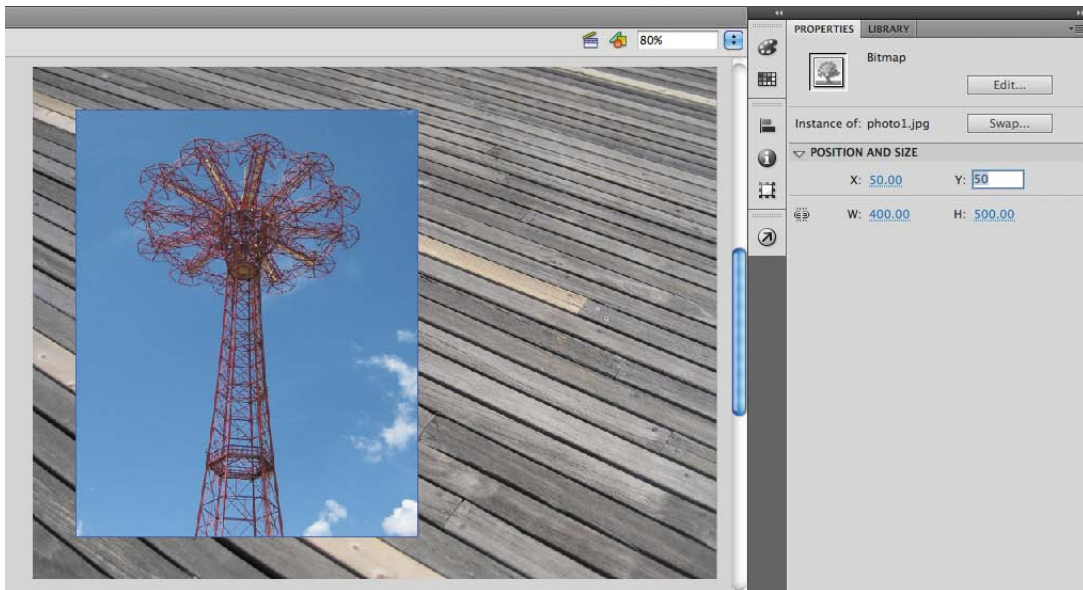 80%
PROPERTIES LIBRARY
Bitmap
Edit...
Instance of: photo1.jpg Swap...
POSITION AND SIZE
X: 50.00 Y: 50
W: 400.00 H: 500.00